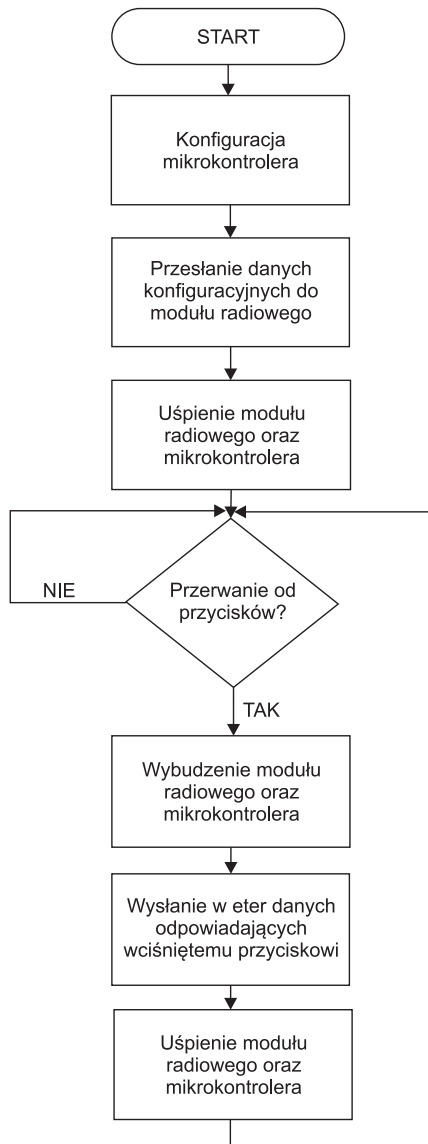 START
Konfiguracja
mikrokontrolera
Przesłanie danych
konfiguracyjnych do
modułu radiowego
Uśpienie modułu
radiowego oraz
mikrokontrolera
Przerwanie od
przycisków?
NIE
TAK
Wybudzenie modułu
radiowego oraz
mikrokontrolera
Wysłanie w eter danych
odpowiadających
wciśniętemu przyciskowi
Uśpienie modułu
radiowego oraz
mikrokontrolera